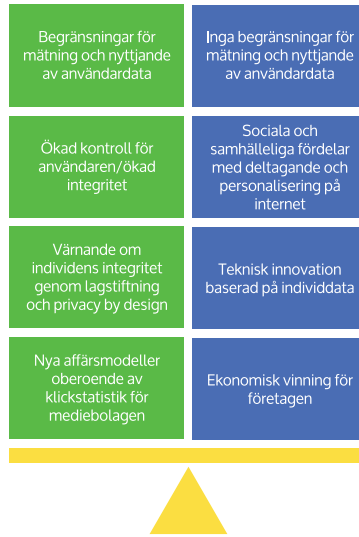 Begränsningar för
mätning och nyttjande
av användardata
Inga begränsningar för
mätning och nyttjande
av användardata
Ökad kontroll för
användaren/ökad
integritet
Sociala och
samhälleliga fördelar
med deltagande och
personalisering på
internet
Värnande om
individens integritet
genom lagstiftning
och privacy by design
Teknisk innovation
baserad på individdata
Nya affärsmodeller
oberoende av
klickstatistik för
mediebolagen
Ekonomisk vinning för
företagen